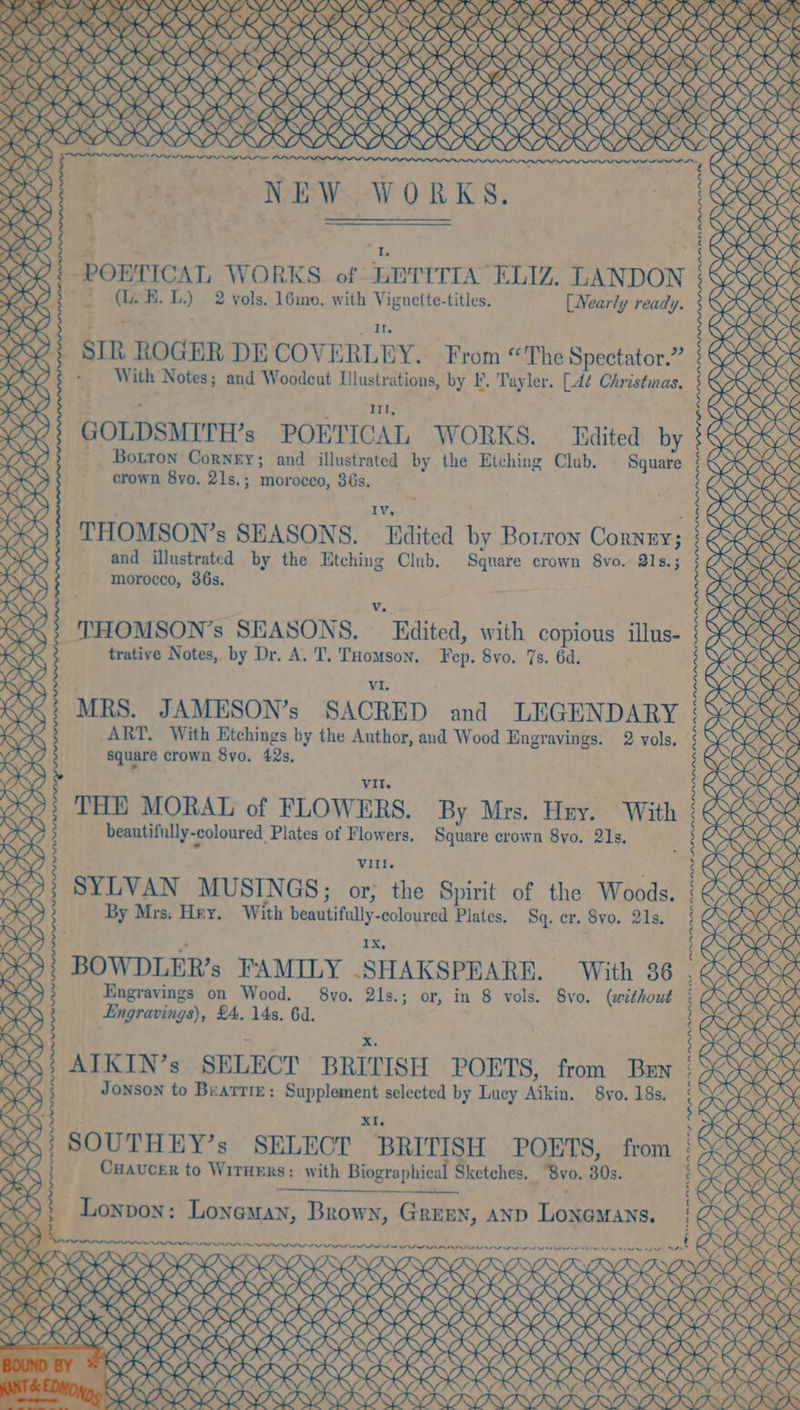 NEW WORKS.
I.
POETICAL WORKS of LETITIA ELIZ. LANDON
(L. E. L.) 2 vols. 16mo. with Vignette-titles. [Nearly ready.
II.
SIR ROGER DE COVERLEY. From “The Spectator.”
With Notes; and Woodcut Illustrations, by F. Tayler. [At Christmas.
III.
GOLDSMITH’s POETICAL WORKS. Edited by
BOLTON CORNEY; and illustrated by the Etching Club. Square
crown 8vo. 21s.; morocco, 36s.
IV.
THOMSON’s SEASONS. Edited by BOLTON CORNEY;
and illustrated by the Etching Club. Square crown 8vo. 21s.;
morocco, 36s.
V.
THOMSON’s SEASONS. Edited, with copious illus-
trative Notes, by Dr. A. T. THOMSON. Fcp. 8vo. 7s. 6d.
VI.
MRS. JAMESON’s SACRED and LEGENDARY
ART. With Etchings by the Author, and Wood Engravings. 2 vols.
square crown 8vo. 42s.
VII.
THE MORAL of FLOWERS. By Mrs. HEY. With
beautifully-coloured Plates of Flowers. Square crown 8vo. 21s.
VIII.
SYLVAN MUSINGS; or, the Spirit of the Woods.
By Mrs. HEY. With beautifully-coloured Plates. Sq. cr. 8vo. 21s.
IX.
BOWDLER’s FAMILY SHAKSPEARE. With 36
Engravings on Wood. 8vo. 21s.; or, in 8 vols. 8vo. (without
Engravings), £4. 14s. 6d.
X.
AIKIN’s SELECT BRITISH POETS, from BEN
JONSON to BEATTIE: Supplement selected by Lucy Aikin. 8vo. 18s.
XI.
SOUTHEY’s SELECT BRITISH POETS, from
CHAUCER to WITHERS: with Biographical Sketches. 8vo. 30s.
LONDON: LONGMAN, BROWN, GREEN, AND LONGMANS.
BOUND BY
& EDMONDS